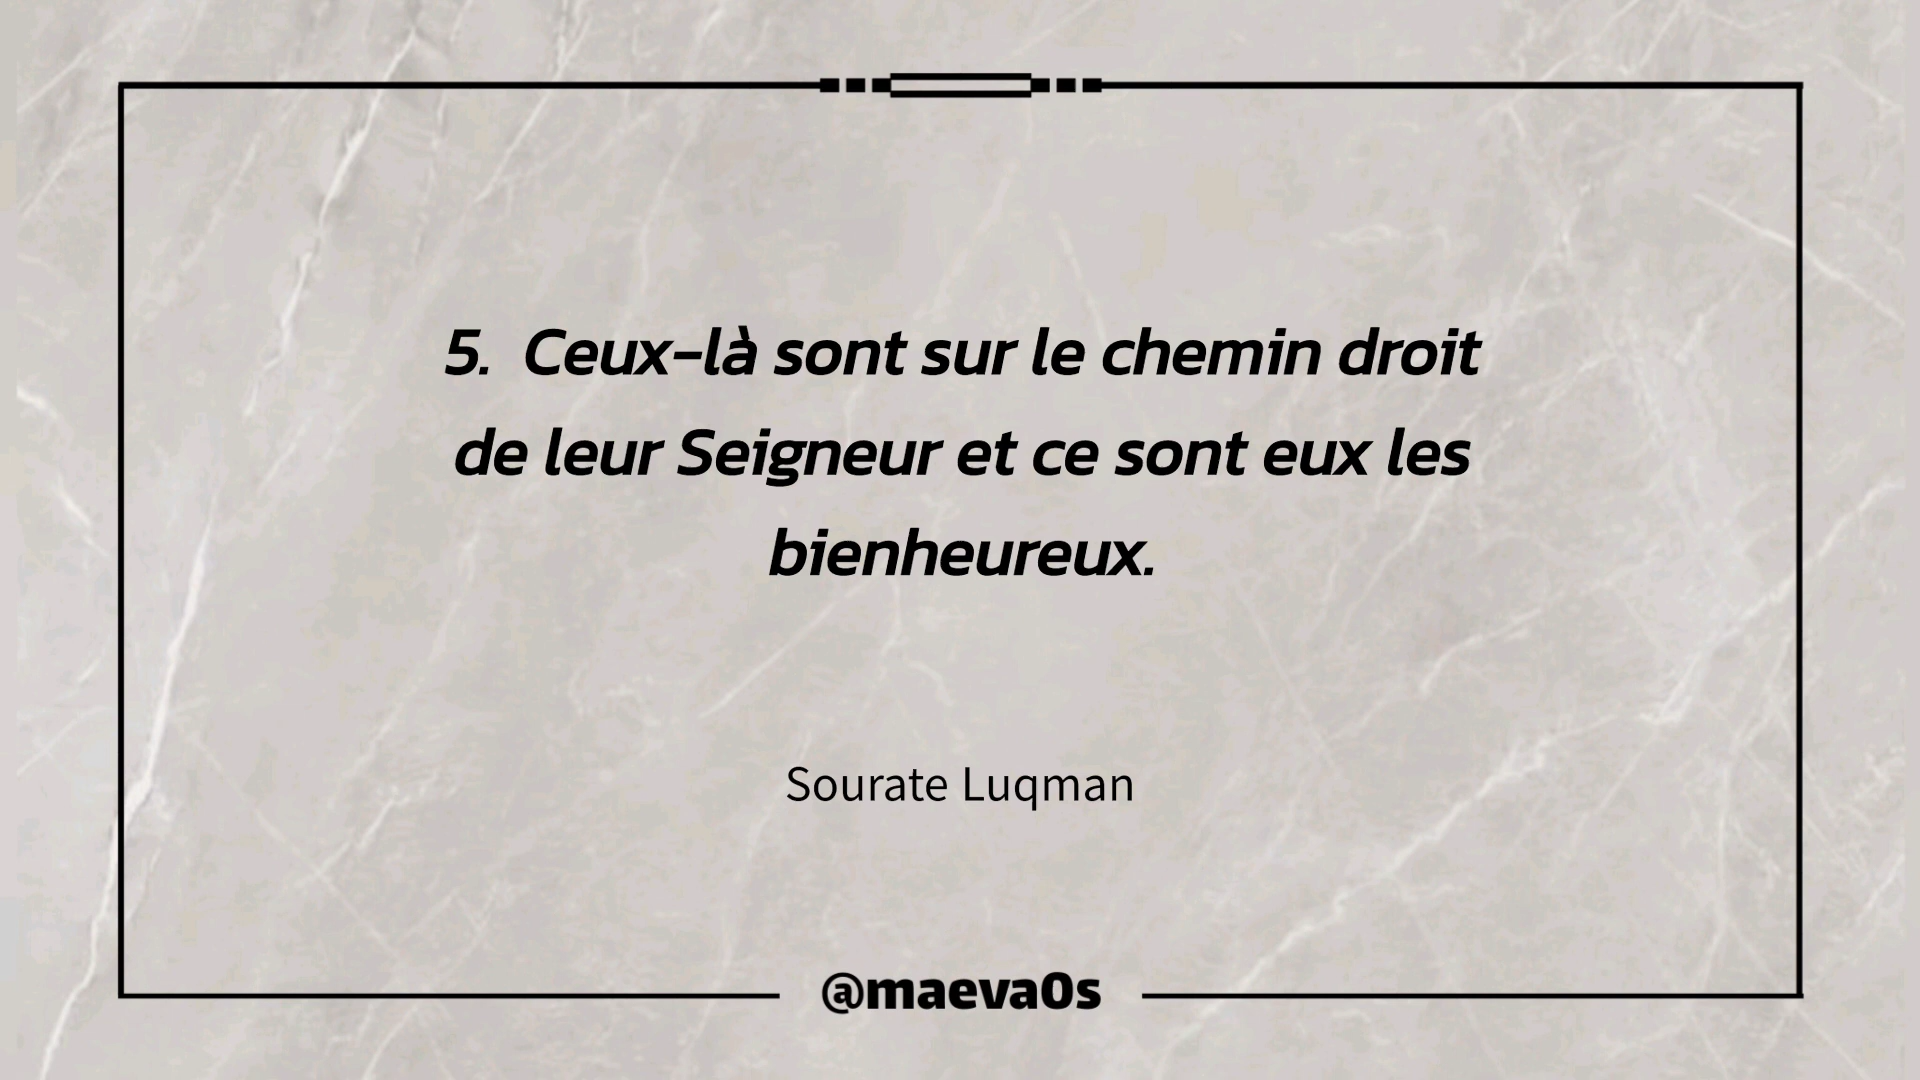 5. Ceux-là sont sur le chemin droit
de leur Seigneur et ce sont eux les
bienheureux.
Sourate Luqman
@maeva0s